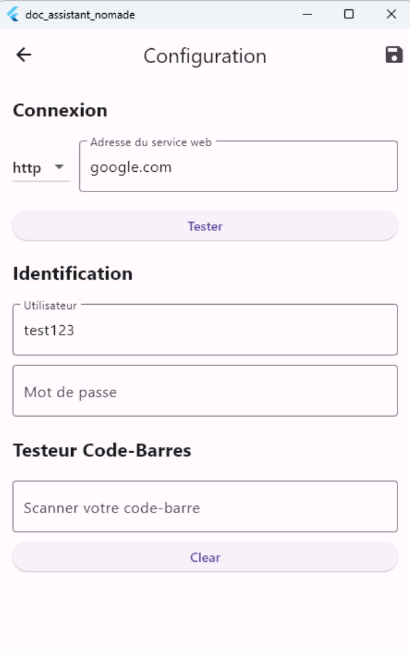 doc_assistant_nomade
Configuration
Connexion
Adresse du service web
http google.com
Tester
Identification
Utilisateur
test123
Mot de passe
Testeur Code-Barres
Scanner votre code-barre
Clear